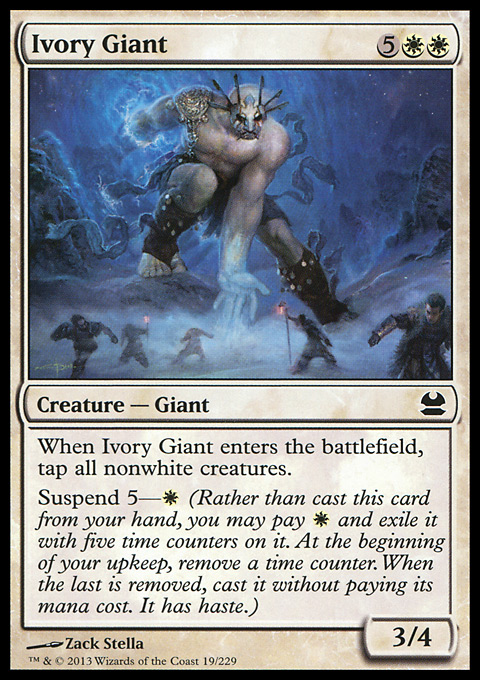 Ivory Giant 5
Creature — Giant
When Ivory Giant enters the battlefield,
tap all nonwhite creatures.
Suspend 5— (Rather than cast this card
from your hand, you may pay and exile it
with five time counters on it. At the beginning
of your upkeep, remove a time counter. When
the last is removed, cast it without paying its
mana cost. It has haste.)
Zack Stella
3/4
™ & © 2013 Wizards of the Coast 19/229